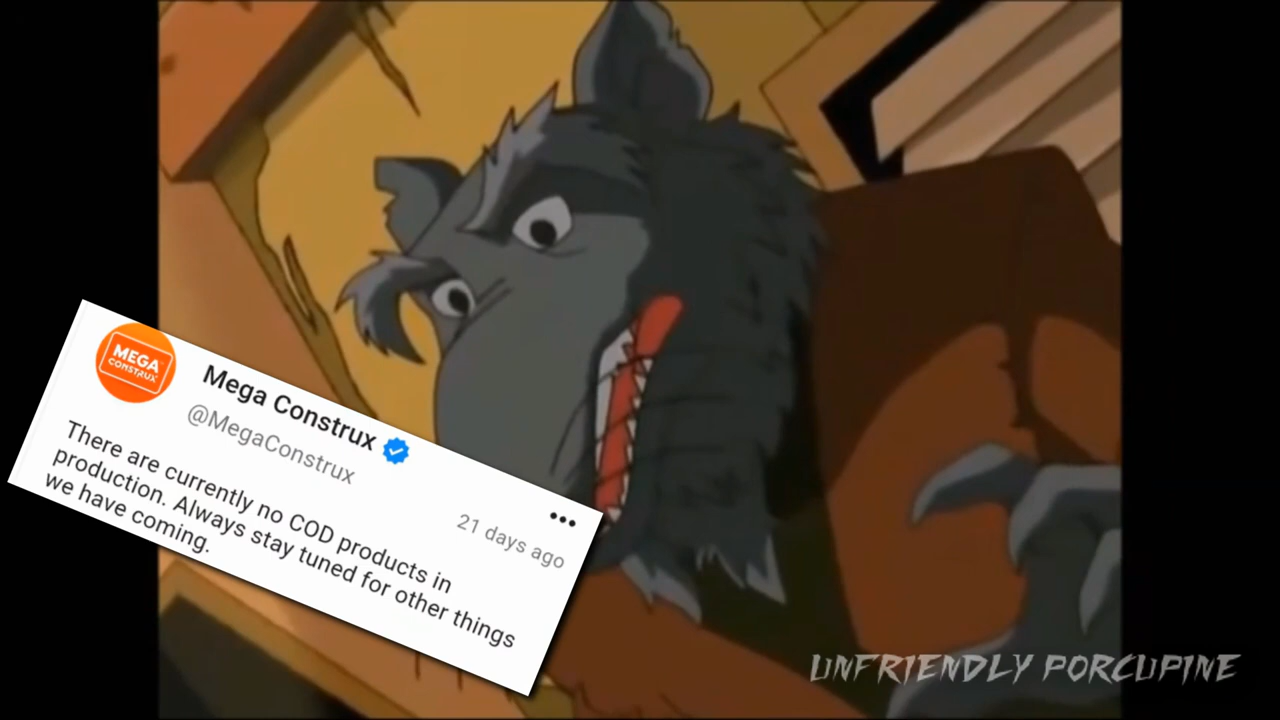 MEGA
CONSTRUX
Mega Construx
@MegaConstrux
21 days ago
There are currently no COD products in
production. Always stay tuned for other things
we have coming.
UNFRIENDLY PORCUPINE